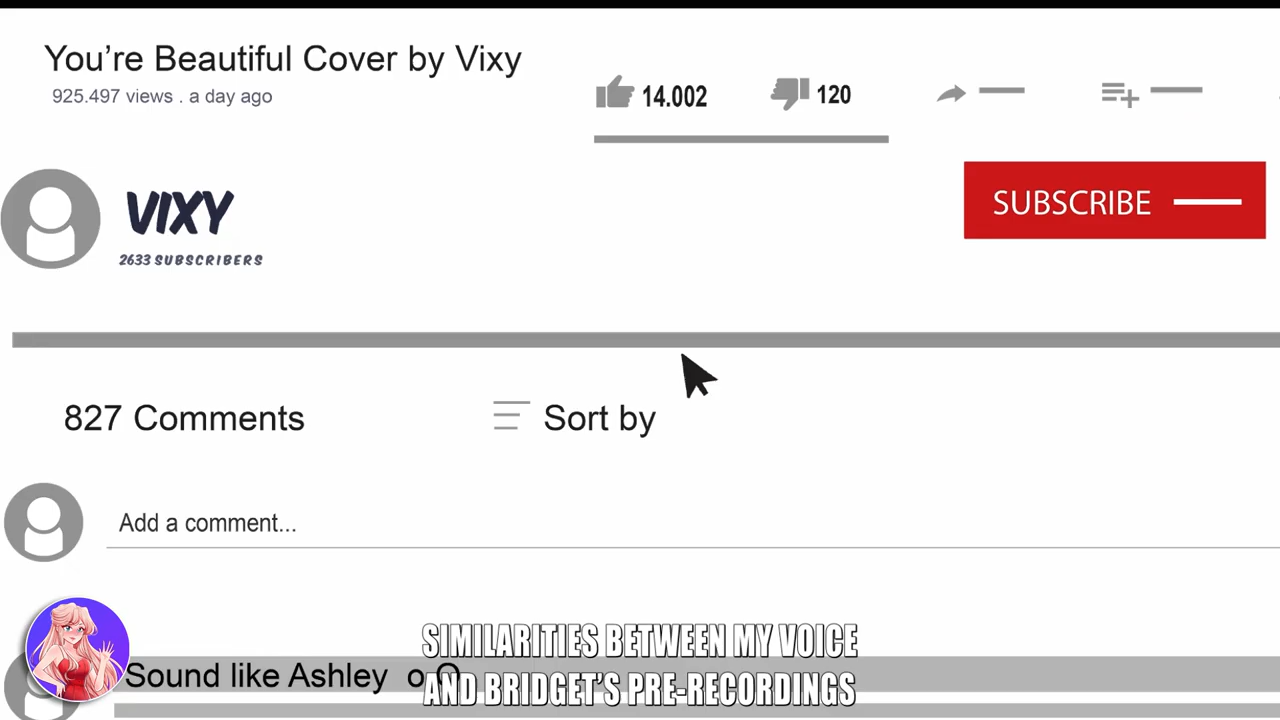 You're Beautiful Cover by Vixy
925.497 views . a day ago
14.002
120
VIXY
2633 SUBSCRIBERS
SUBSCRIBE
827 Comments
Sort by
Add a comment...
Sound like Ashley
SIMILARITIES BETWEEN MY VOICE
AND BRIDGET'S PRE-RECORDINGS